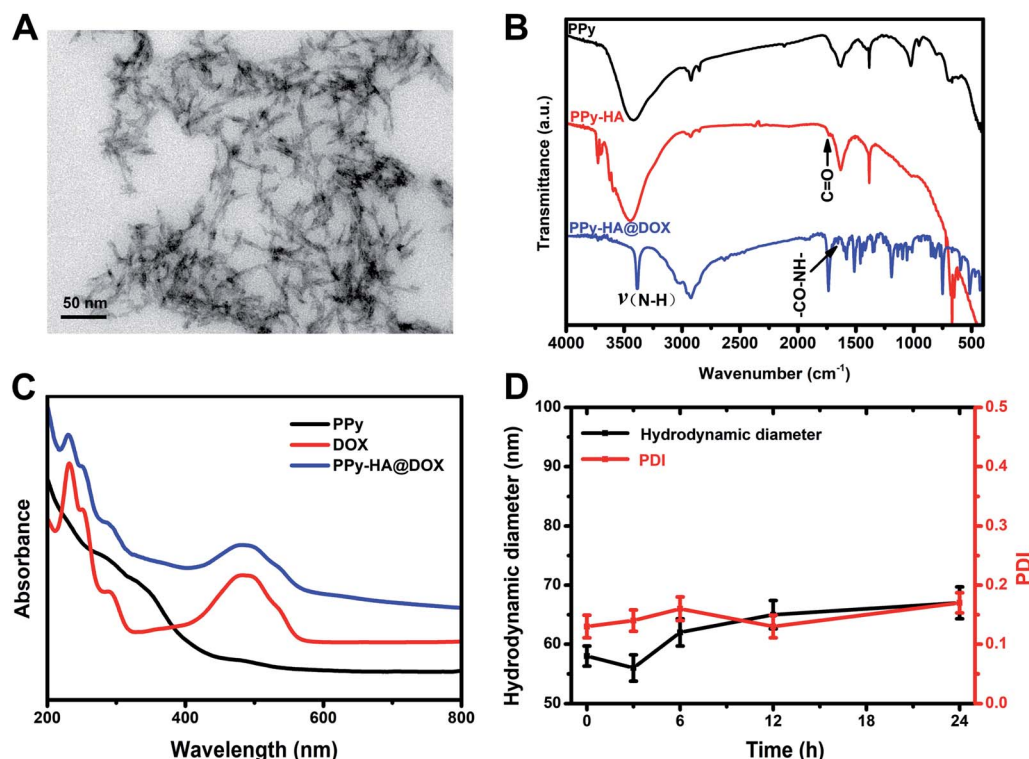 A
50 nm
B
PPy
PPy-HA
C=O
PPy-HA@DOX
ν(N-H)
-CO-NH-
Transmittance (a.u.)
4000 3500 3000 2500 2000 1500 1000 500
Wavenumber (cm⁻¹)
C
PPy
DOX
PPy-HA@DOX
Absorbance
200 400 600 800
Wavelength (nm)
D
100
90
80
70
60
50
Hydrodynamic diameter (nm)
Hydrodynamic diameter
PDI
0.5
0.4
0.3
0.2
0.1
0.0
PDI
0 6 12 18 24
Time (h)